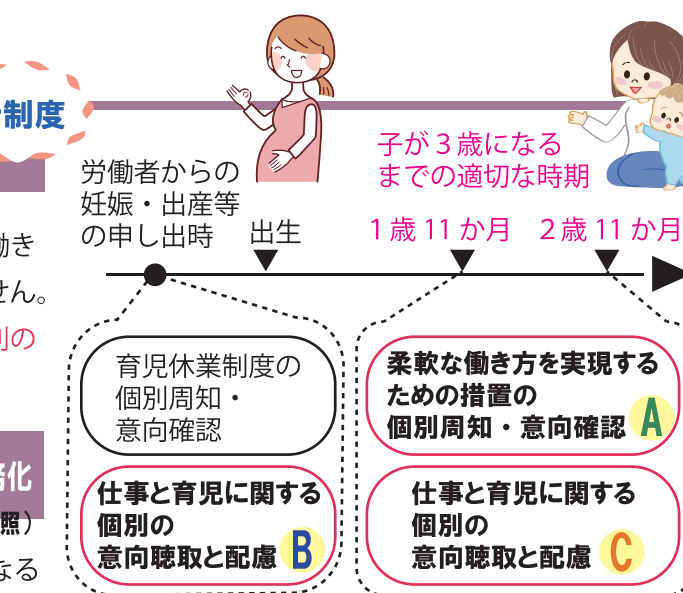 制度
働き
せん。
別の
務化
照）
なる
子が３歳になる
までの適切な時期
労働者からの
妊娠・出産等
の申し出時
出生
１歳 11 か月
２歳 11 か月
育児休業制度の
個別周知・
意向確認
仕事と育児に関する
個別の
意向聴取と配慮 B
柔軟な働き方を実現する
ための措置の
個別周知・意向確認 A
仕事と育児に関する
個別の
意向聴取と配慮 C